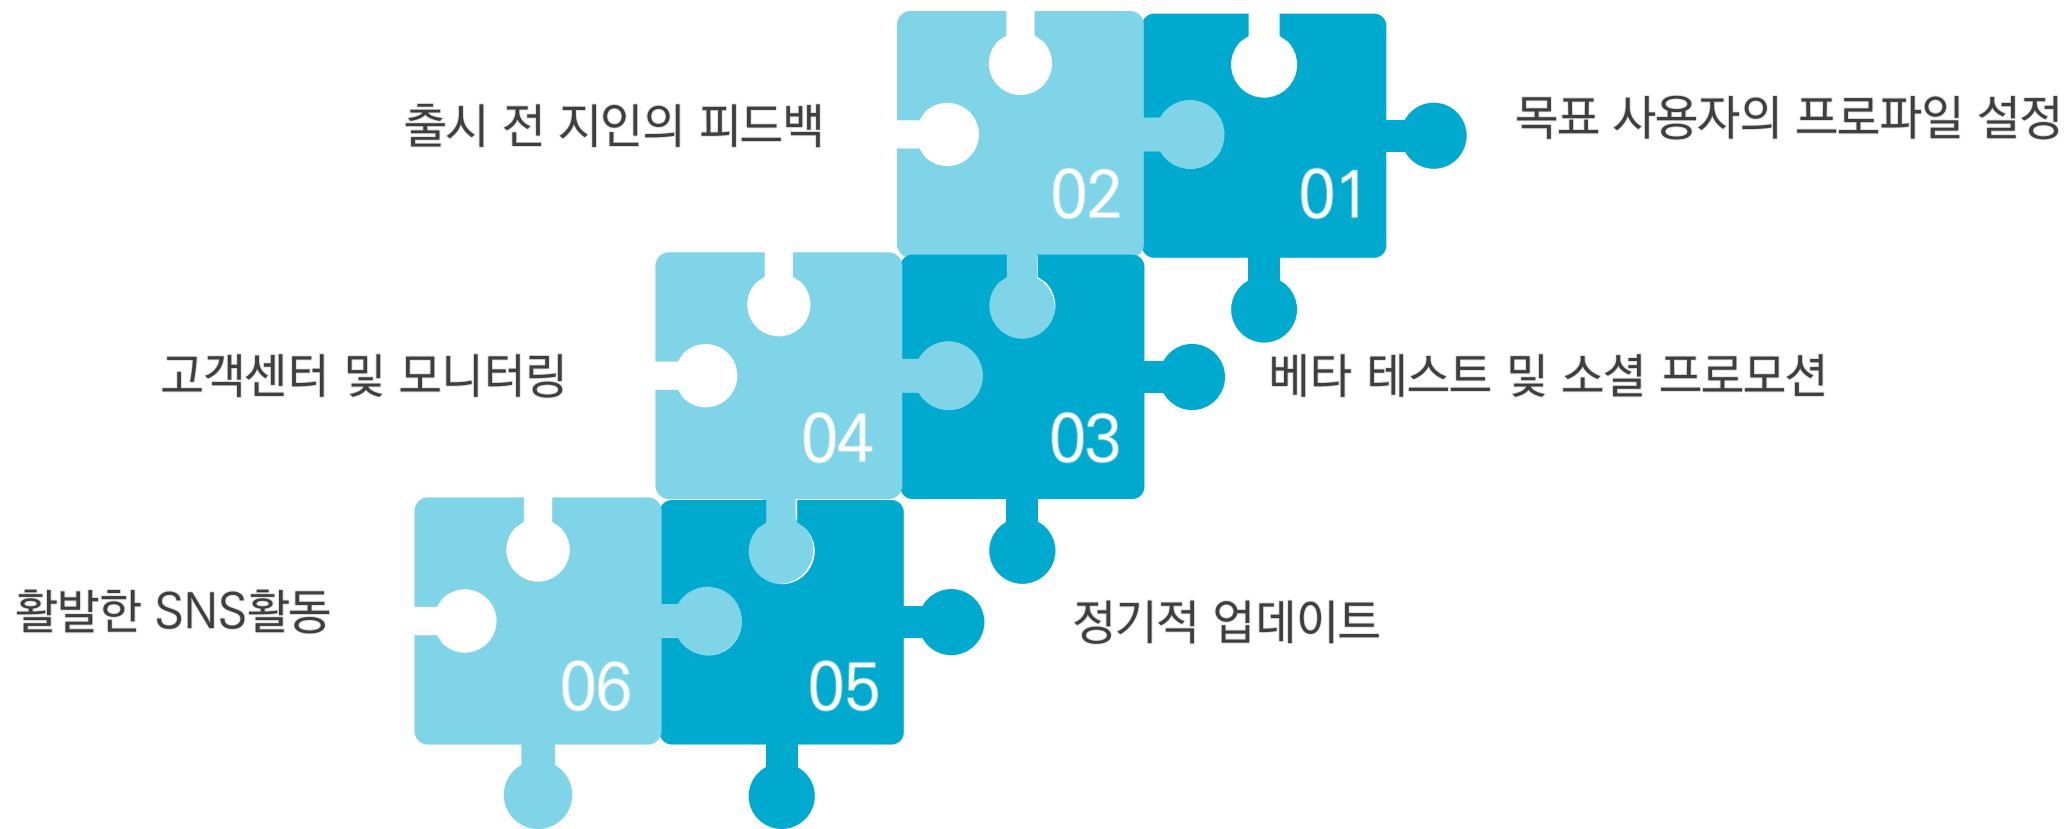 출시 전 지인의 피드백
02
01
목표 사용자의 프로파일 설정
고객센터 및 모니터링
04
03
베타 테스트 및 소셜 프로모션
활발한 SNS활동
06
05
정기적 업데이트